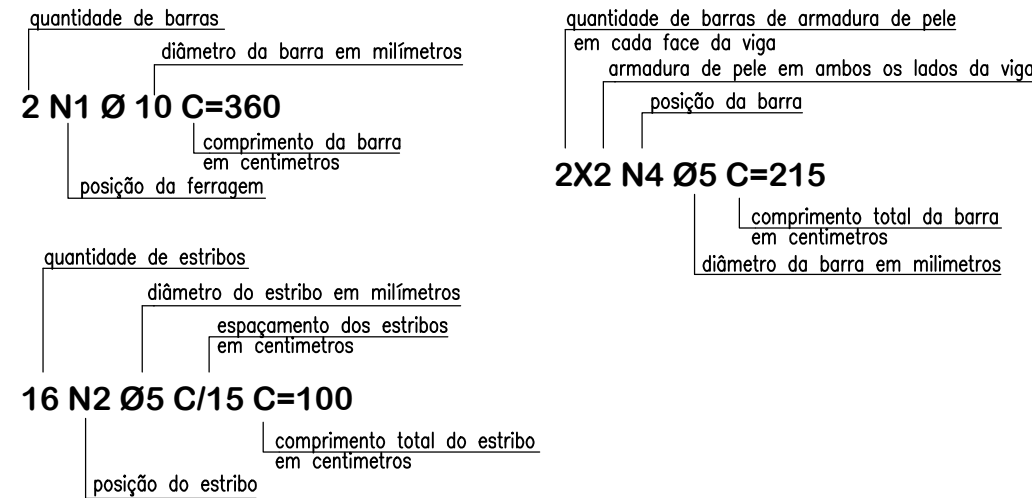 quantidade de barras
diâmetro da barra em milímetros
2 N1 Ø 10 C=360
comprimento da barra
em centimetros
posição da ferragem
quantidade de barras de armadura de pele
em cada face da viga
armadura de pele em ambos os lados da viga
posição da barra
2X2 N4 Ø5 C=215
comprimento total da barra
em centimetros
diâmetro da barra em milimetros
quantidade de estribos
diâmetro do estribo em milímetros
espaçamento dos estribos
em centimetros
16 N2 Ø5 C/15 C=100
comprimento total do estribo
em centimetros
posição do estribo